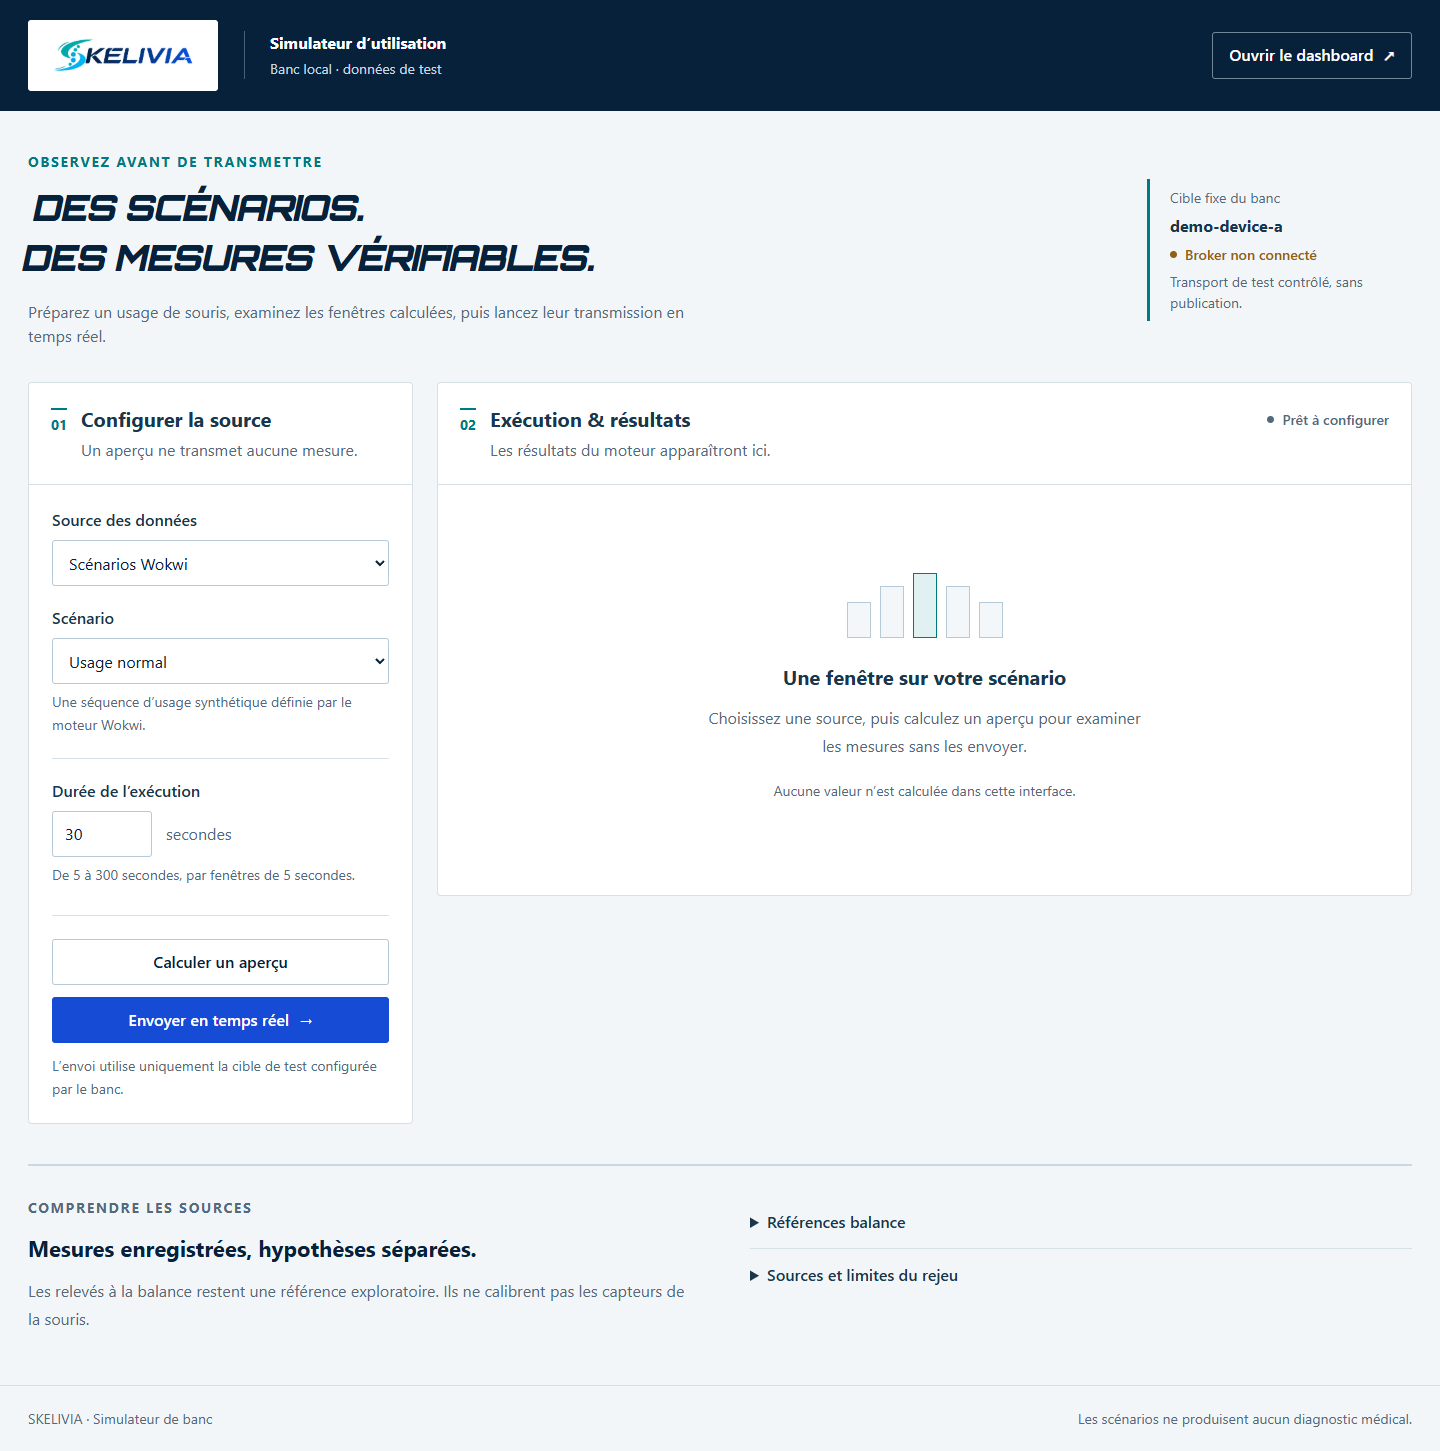 SKELIVIA
Simulateur d’utilisation
Banc local · données de test
Ouvrir le dashboard ↗
OBSERVEZ AVANT DE TRANSMETTRE
DES SCÉNARIOS.
DES MESURES VÉRIFIABLES.
Préparez un usage de souris, examinez les fenêtres calculées, puis lancez leur transmission en
temps réel.
Cible fixe du banc
demo-device-a
Broker non connecté
Transport de test contrôlé, sans
publication.
01 Configurer la source
Un aperçu ne transmet aucune mesure.
Source des données
Scénarios Wokwi
Scénario
Usage normal
Une séquence d’usage synthétique définie par le
moteur Wokwi.
Durée de l’exécution
30 secondes
De 5 à 300 secondes, par fenêtres de 5 secondes.
Calculer un aperçu
Envoyer en temps réel →
L’envoi utilise uniquement la cible de test configurée
par le banc.
02 Exécution & résultats
Les résultats du moteur apparaîtront ici.
Prêt à configurer
Une fenêtre sur votre scénario
Choisissez une source, puis calculez un aperçu pour examiner
les mesures sans les envoyer.
Aucune valeur n’est calculée dans cette interface.
COMPRENDRE LES SOURCES
Mesures enregistrées, hypothèses séparées.
Les relevés à la balance restent une référence exploratoire. Ils ne calibrent pas les capteurs de
la souris.
Références balance
Sources et limites du rejeu
SKELIVIA · Simulateur de banc
Les scénarios ne produisent aucun diagnostic médical.